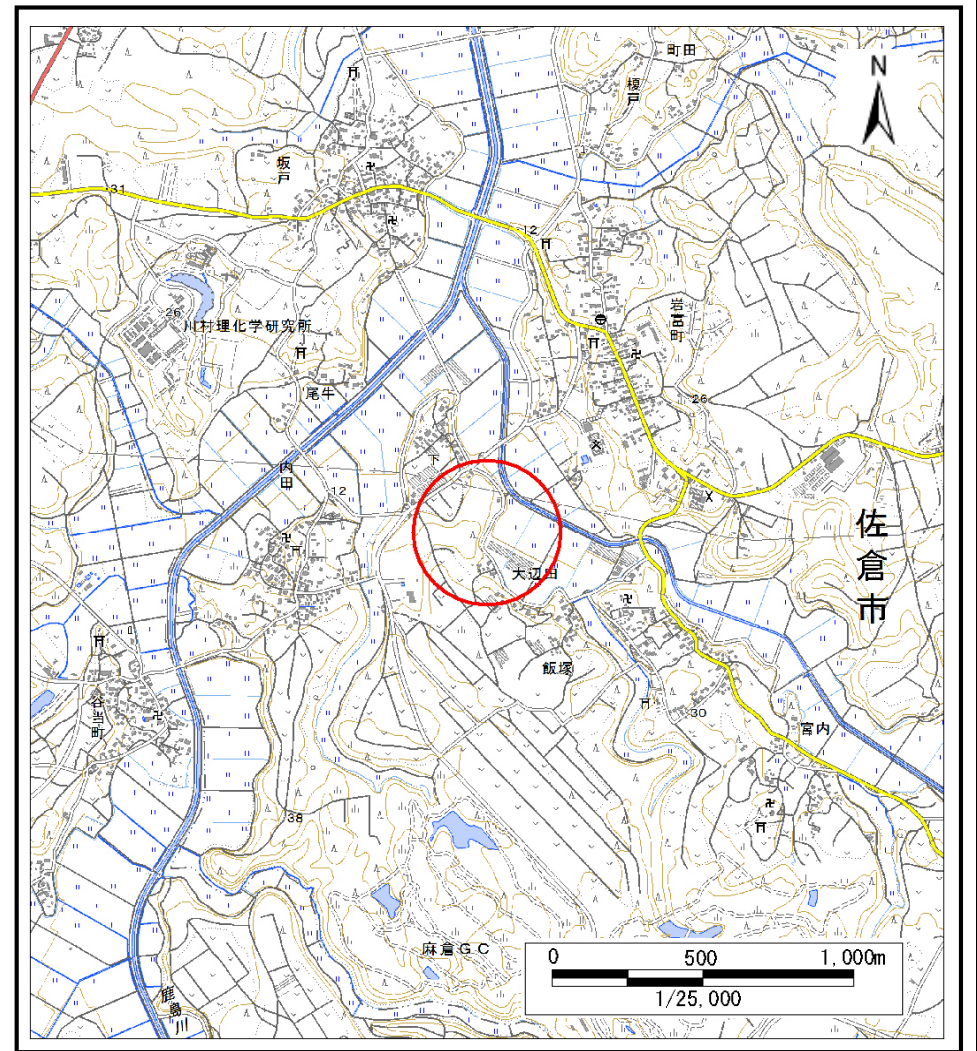 町田
榎戸
30
N
坂戸
31
12
岩富町
26
川村理化学研究所
尾牛
26
下
内田
12
佐倉市
大辺田
飯塚
谷当町
30
宮内
38
麻倉GC
鹿島川
0 500 1,000m
1/25,000